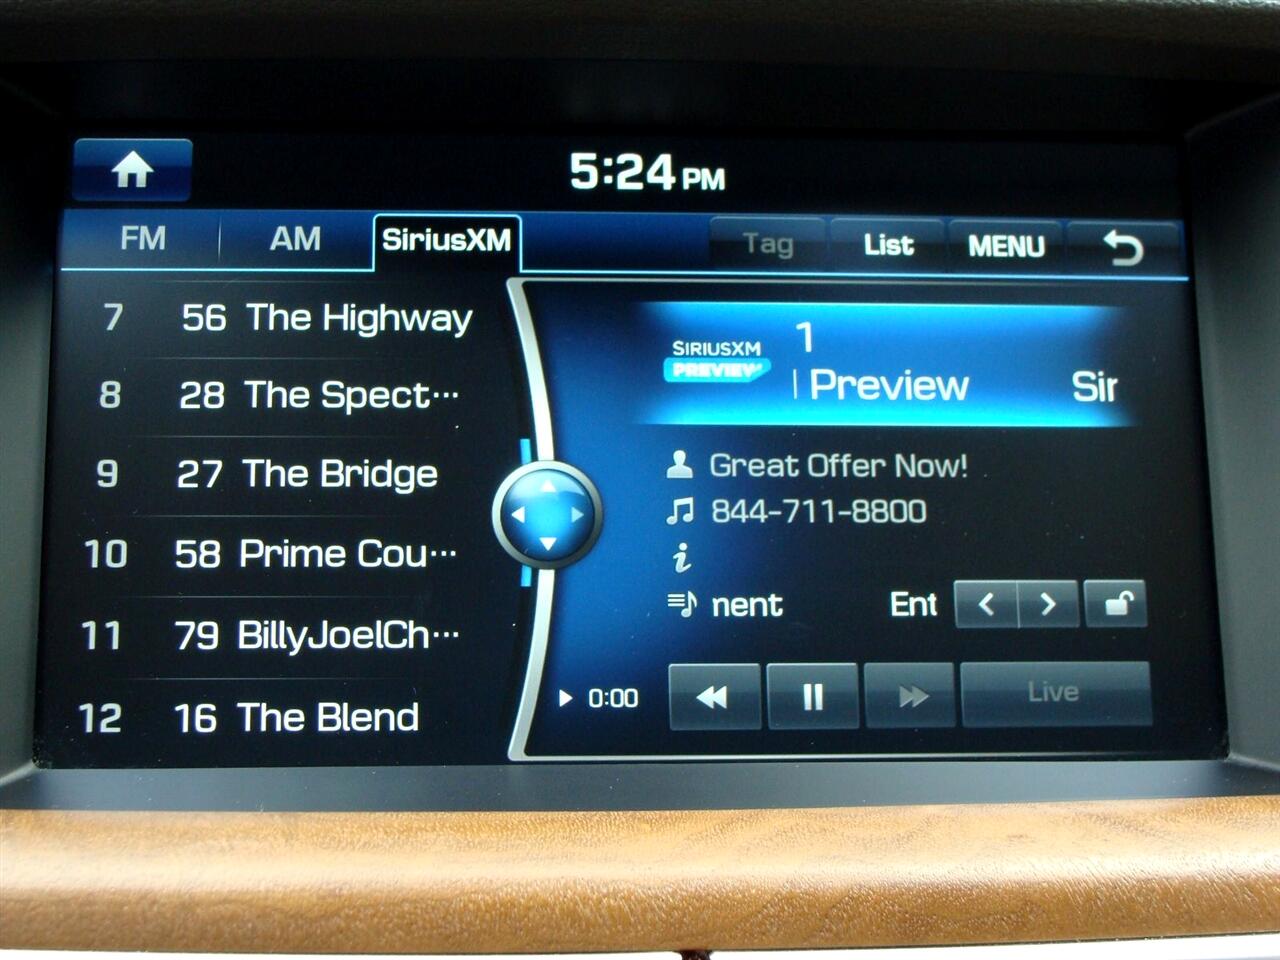 5:24 PM
FM AM SiriusXM Tag List MENU
7 56 The Highway
8 28 The Spect...
9 27 The Bridge
10 58 Prime Cou...
11 79 BillyJoelCh...
12 16 The Blend
SIRIUSXM
PREVIEW
1
| Preview Sir
Great Offer Now!
844-711-8800
i
nent Ent < >
0:00 Live